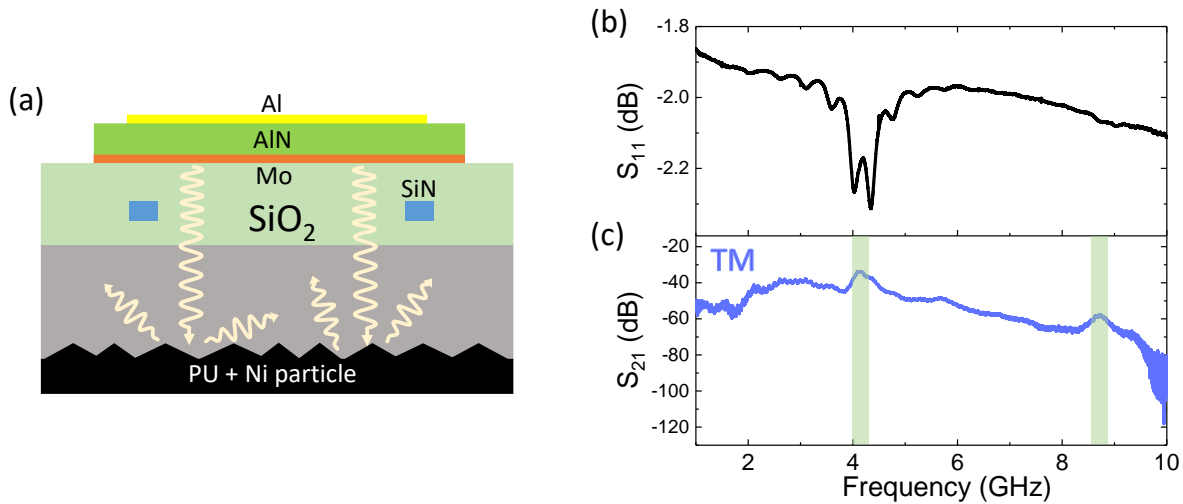 (a)
Al
AlN
Mo
SiN
SiO₂
PU + Ni particle
(b)
-1.8
-2.0
-2.2
S₁₁ (dB)
(c)
TM
-20
-40
-60
-80
-100
-120
S₂₁ (dB)
2 4 6 8 10
Frequency (GHz)